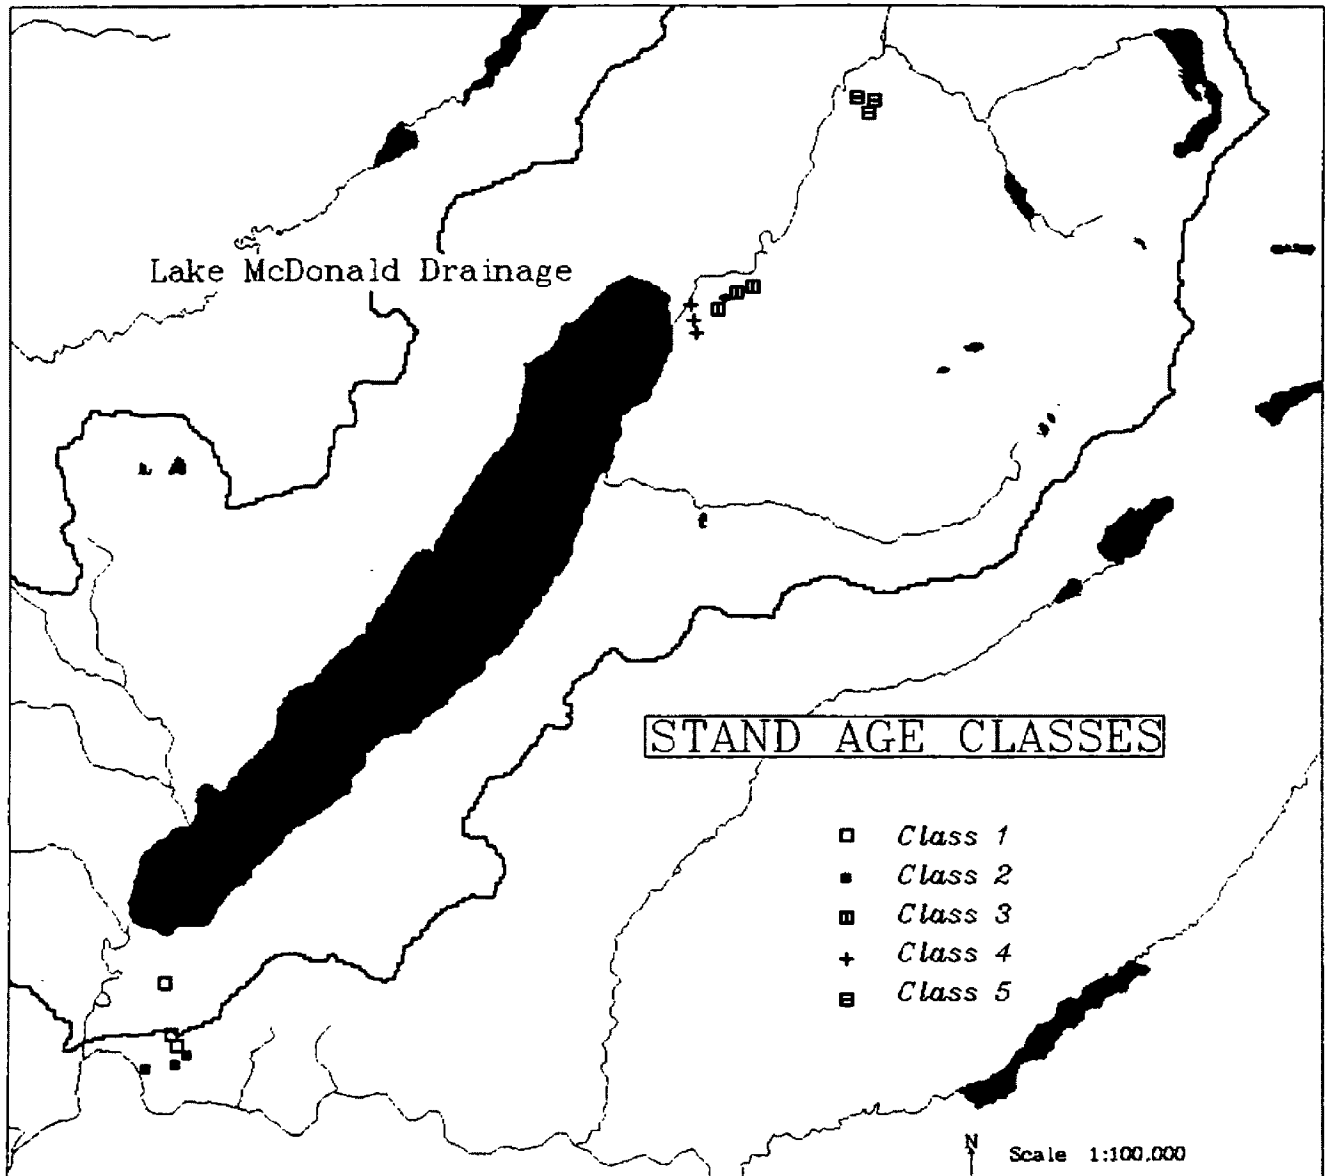 Lake McDonald Drainage
STAND AGE CLASSES
Class 1
Class 2
Class 3
Class 4
Class 5
N
Scale 1:100,000